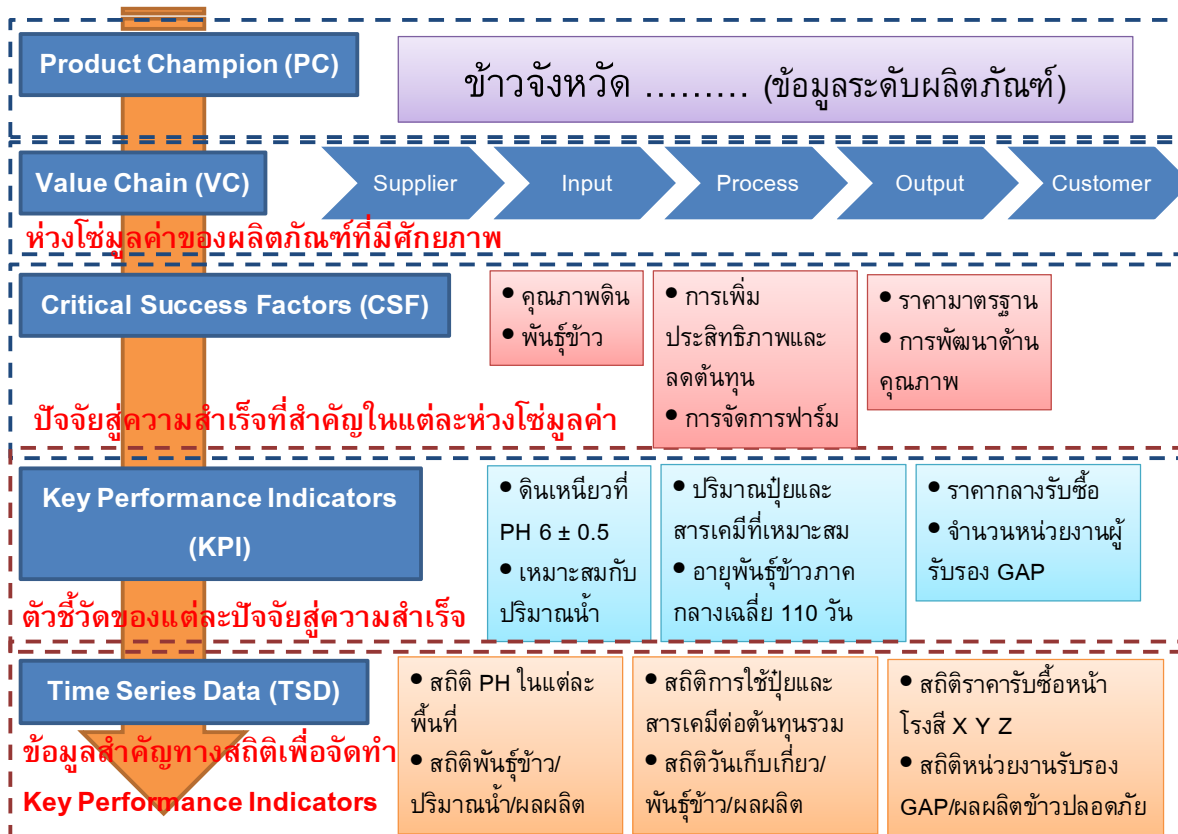 Product Champion (PC)
ข้าวจังหวัด ......... (ข้อมูลระดับผลิตภัณฑ์)
Value Chain (VC)
Supplier
Input
Process
Output
Customer
ห่วงโซ่มูลค่าของผลิตภัณฑ์ที่มีศักยภาพ
Critical Success Factors (CSF)
• คุณภาพดิน
• พันธุ์ข้าว
• การเพิ่ม
ประสิทธิภาพและ
ลดต้นทุน
• การจัดการฟาร์ม
• ราคามาตรฐาน
• การพัฒนาด้าน
คุณภาพ
ปัจจัยสู่ความสำเร็จที่สำคัญในแต่ละห่วงโซ่มูลค่า
Key Performance Indicators
(KPI)
• ดินเหนียวที่
PH 6 ± 0.5
• เหมาะสมกับ
ปริมาณน้ำ
• ปริมาณปุ๋ยและ
สารเคมีที่เหมาะสม
• อายุพันธุ์ข้าวภาค
กลางเฉลี่ย 110 วัน
• ราคากลางรับซื้อ
• จำนวนหน่วยงานผู้
รับรอง GAP
ตัวชี้วัดของแต่ละปัจจัยสู่ความสำเร็จ
Time Series Data (TSD)
• สถิติ PH ในแต่ละ
พื้นที่
• สถิติพันธุ์ข้าว/
ปริมาณน้ำ/ผลผลิต
• สถิติการใช้ปุ๋ยและ
สารเคมีต่อต้นทุนรวม
• สถิติวันเก็บเกี่ยว/
พันธุ์ข้าว/ผลผลิต
• สถิติราคารับซื้อหน้า
โรงสี X Y Z
• สถิติหน่วยงานรับรอง
GAP/ผลผลิตข้าวปลอดภัย
ข้อมูลสำคัญทางสถิติเพื่อจัดทำ
Key Performance Indicators